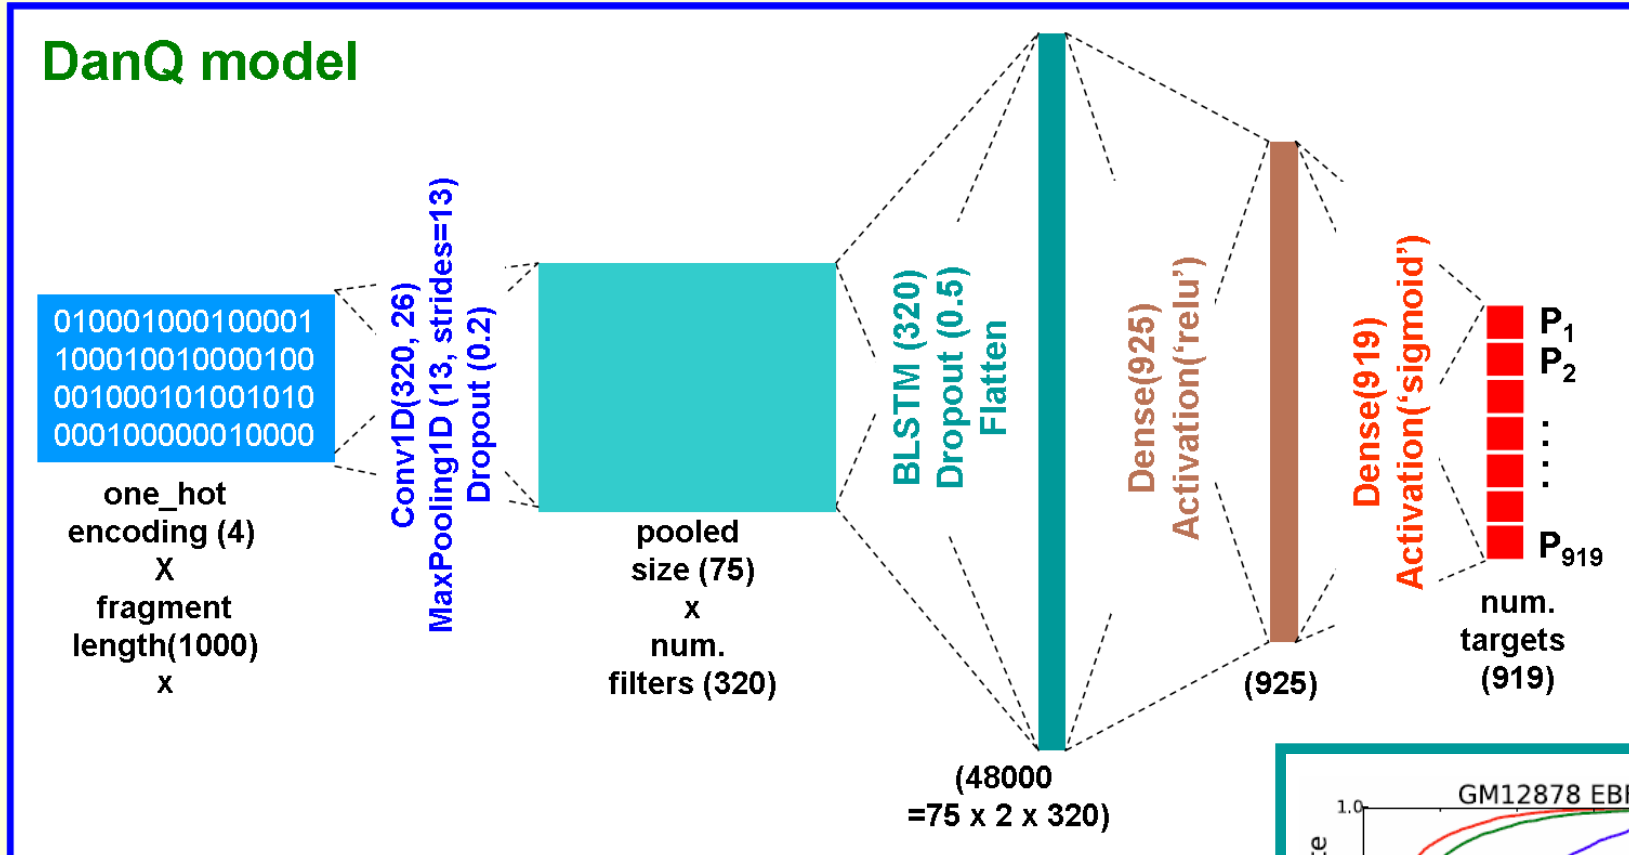 DanQ model
010001000100001
100010010000100
001000101001010
000100000010000
one_hot
encoding (4)
X
fragment
length(1000)
x
Conv1D(320, 26)
MaxPooling1D (13, strides=13)
Dropout (0.2)
pooled
size (75)
x
num.
filters (320)
BLSTM (320)
Dropout (0.5)
Flatten
(48000
=75 x 2 x 320)
Dense(925)
Activation(‘relu’)
(925)
Dense(919)
Activation(‘sigmoid’)
P1
P2
:
:
P919
num.
targets
(919)
GM12878 EB
1.0